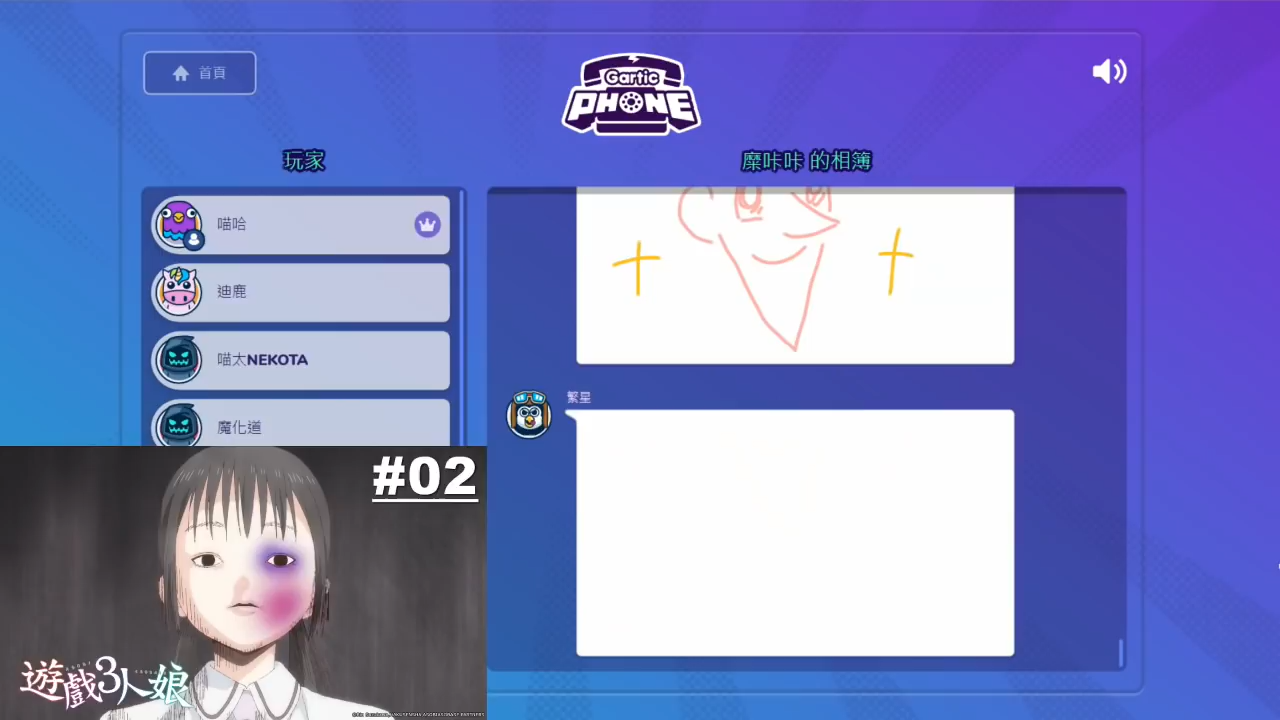 首頁
Gartic
PHONE
玩家
糜咔咔 的相簿
喵哈
迪鹿
喵太NEKOTA
魔化道
繁星
#02
遊戲3人娘